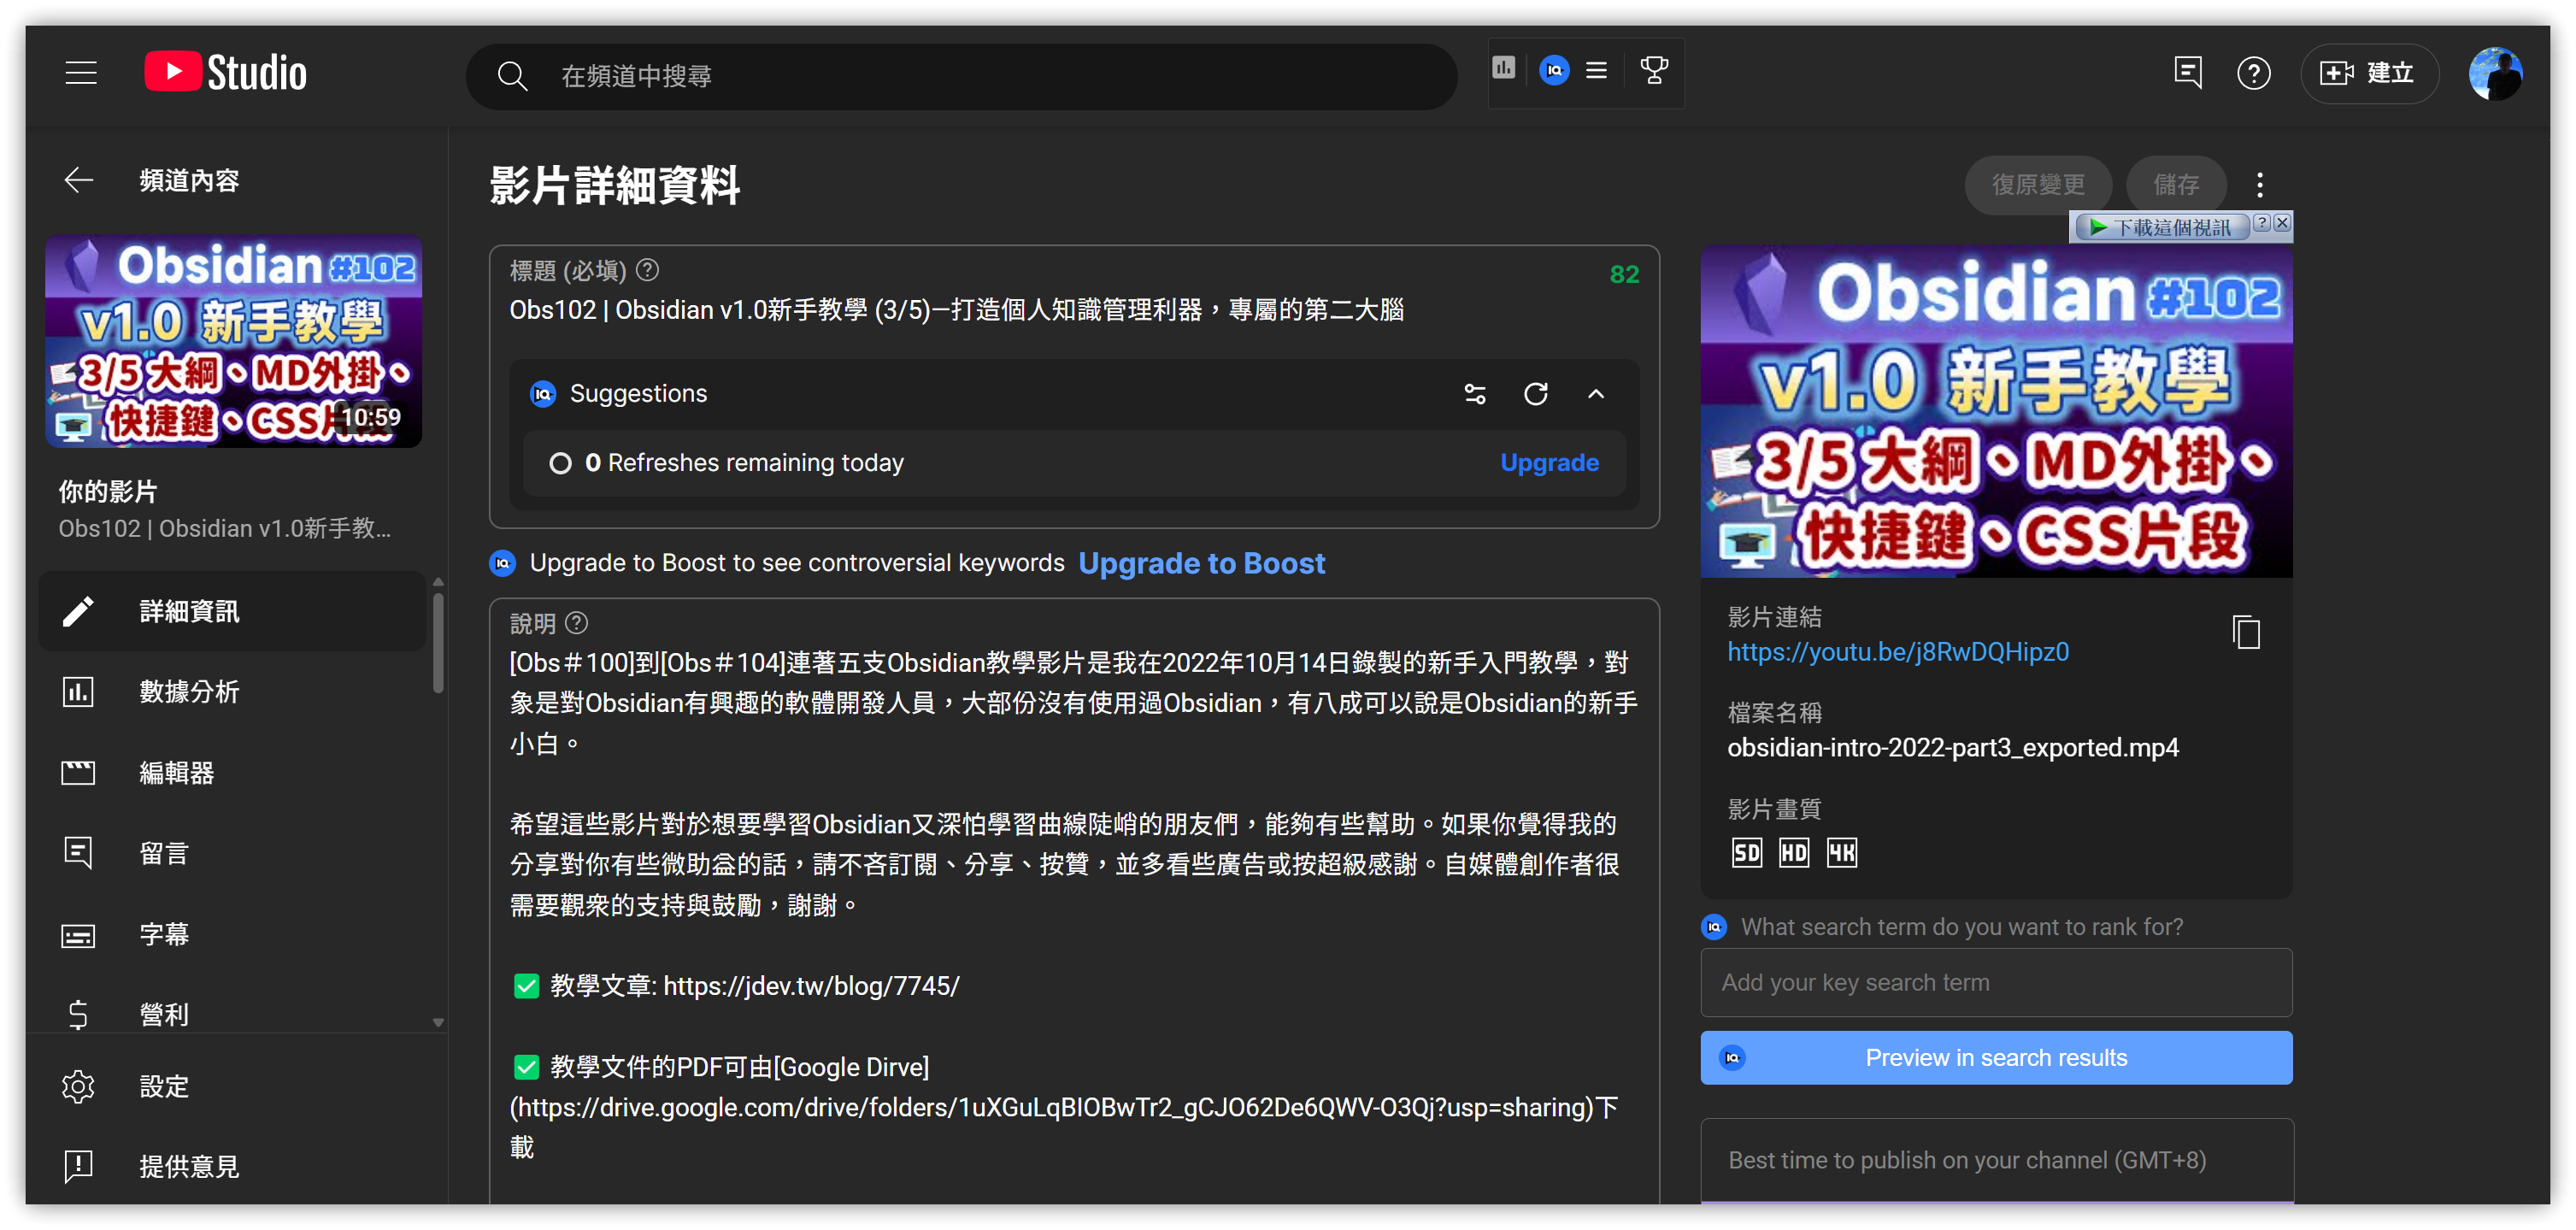 Studio
在頻道中搜尋
建立
頻道內容
Obsidian #102
v1.0 新手教學
3/5大綱、MD外掛、
快捷鍵、CSS片段
10:59
你的影片
Obs102 | Obsidian v1.0新手教...
詳細資訊
數據分析
編輯器
留言
字幕
營利
設定
提供意見
影片詳細資料
復原變更
儲存
標題 (必填)
82
Obs102 | Obsidian v1.0新手教學 (3/5)—打造個人知識管理利器，專屬的第二大腦
Suggestions
0 Refreshes remaining today
Upgrade
Upgrade to Boost to see controversial keywords Upgrade to Boost
說明
[Obs＃100]到[Obs＃104]連著五支Obsidian教學影片是我在2022年10月14日錄製的新手入門教學，對
象是對Obsidian有興趣的軟體開發人員，大部份沒有使用過Obsidian，有八成可以說是Obsidian的新手
小白。
希望這些影片對於想要學習Obsidian又深怕學習曲線陡峭的朋友們，能夠有些幫助。如果你覺得我的
分享對你有些微助益的話，請不吝訂閱、分享、按贊，並多看些廣告或按超級感謝。自媒體創作者很
需要觀眾的支持與鼓勵，謝謝。
✅ 教學文章: https://jdev.tw/blog/7745/
✅ 教學文件的PDF可由[Google Dirve]
(https://drive.google.com/drive/folders/1uXGuLqBIOBwTr2_gCJO62De6QWV-O3Qj?usp=sharing)下
載
下載這個視訊
Obsidian #102
v1.0 新手教學
3/5大綱、MD外掛、
快捷鍵、CSS片段
影片連結
https://youtu.be/j8RwDQHipz0
檔案名稱
obsidian-intro-2022-part3_exported.mp4
影片畫質
SD HD 4K
What search term do you want to rank for?
Add your key search term
Preview in search results
Best time to publish on your channel (GMT+8)